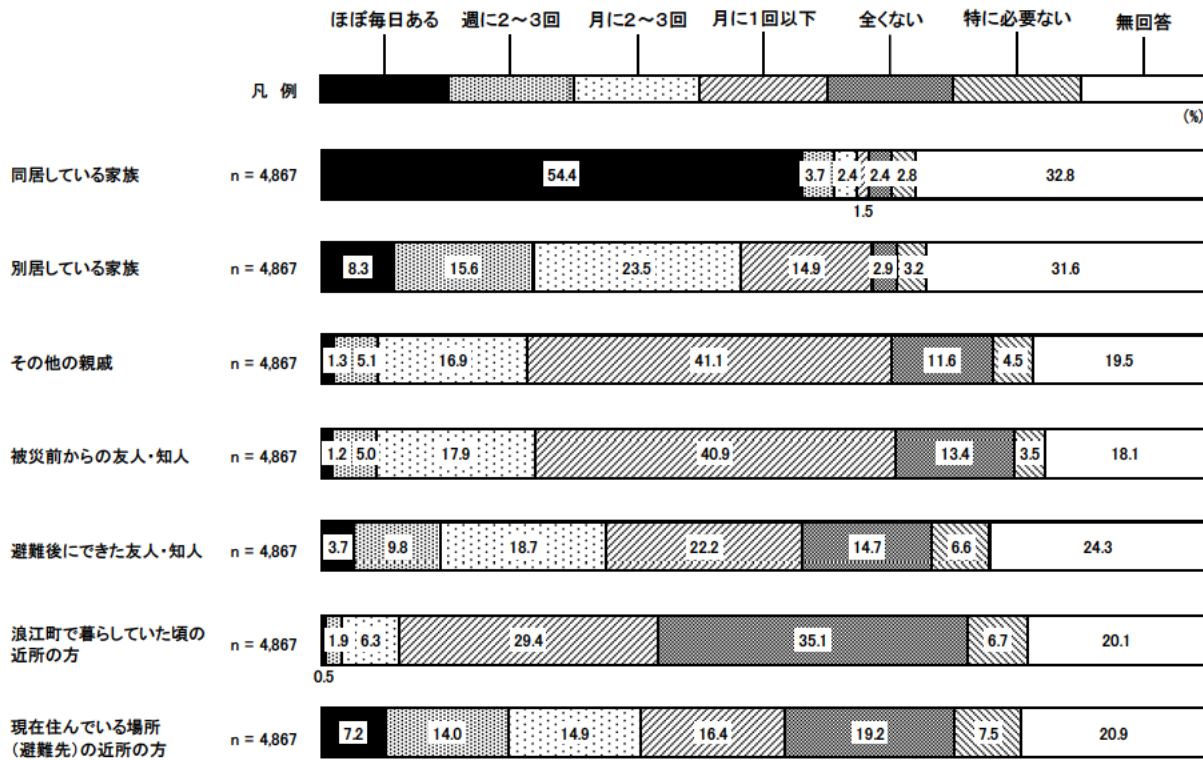 ほぼ毎日ある 週に2～3回 月に2～3回 月に1回以下 全くない 特に必要ない 無回答
凡 例
(%)
同居している家族 n = 4,867 54.4 3.7 2.4 2.4 2.8 32.8
1.5
別居している家族 n = 4,867 8.3 15.6 23.5 14.9 2.9 3.2 31.6
その他の親戚 n = 4,867 1.3 5.1 16.9 41.1 11.6 4.5 19.5
被災前からの友人・知人 n = 4,867 1.2 5.0 17.9 40.9 13.4 3.5 18.1
避難後にできた友人・知人 n = 4,867 3.7 9.8 18.7 22.2 14.7 6.6 24.3
浪江町で暮らしていた頃の
近所の方 n = 4,867 1.9 6.3 29.4 35.1 6.7 20.1
0.5
現在住んでいる場所
（避難先）の近所の方 n = 4,867 7.2 14.0 14.9 16.4 19.2 7.5 20.9